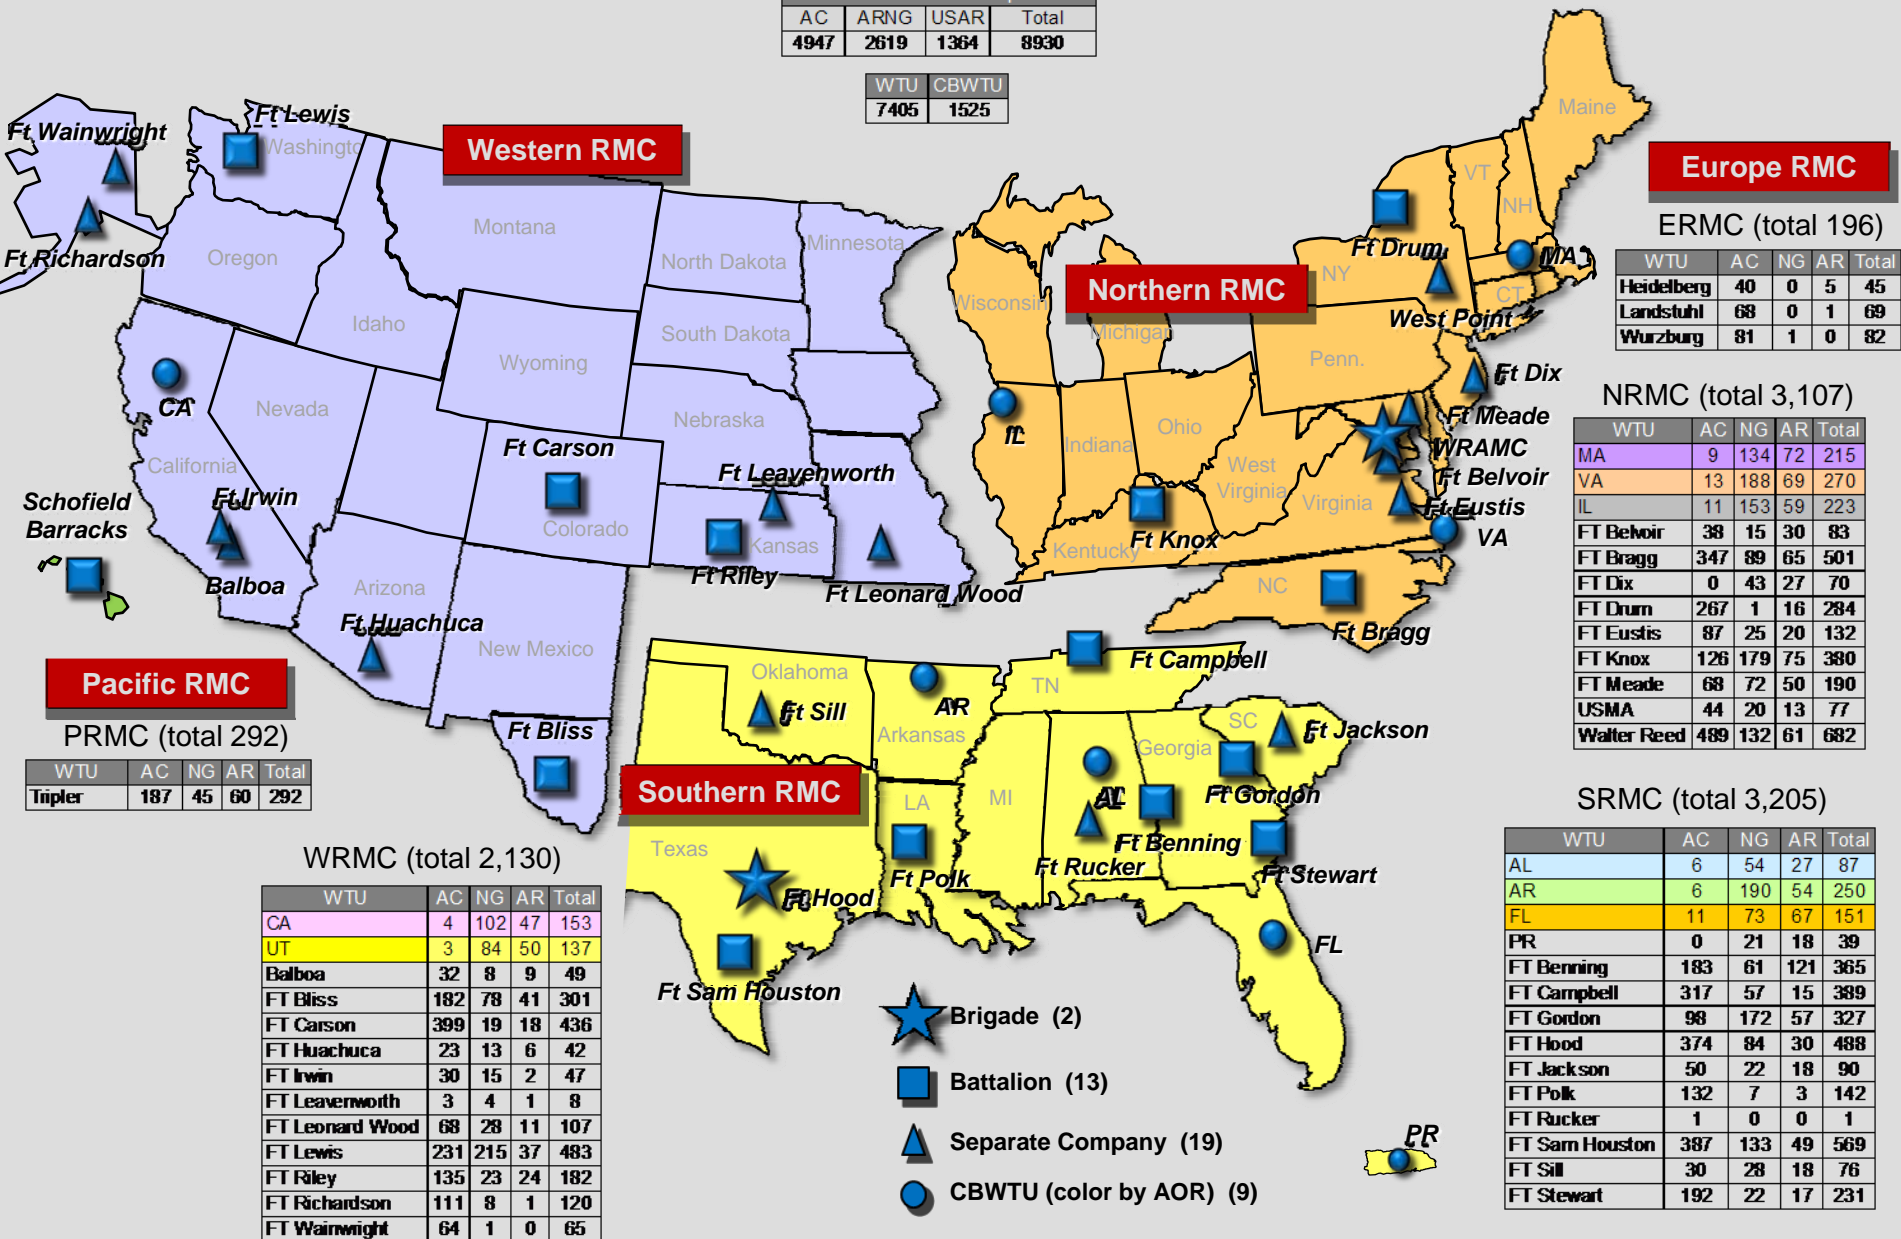 AC ARNG USAR Total
4947 2619 1364 8930
WTU CBWTU
7405 1525
Western RMC
Northern RMC
Europe RMC
Pacific RMC
Southern RMC
Ft Wainwright
Ft Richardson
Ft Lewis
Washingto
Oregon
Idaho
Montana
Wyoming
North Dakota
South Dakota
Minnesota
Nebraska
Nevada
California
CA
Ft Irwin
Balboa
Schofield
Barracks
Ft Carson
Colorado
Ft Leavenworth
Kansas
Ft Riley
Ft Leonard Wood
Arizona
Ft Huachuca
New Mexico
Ft Bliss
Wisconsin
Michigan
IL
Indiana
Ohio
West
Virginia
Virginia
Kentucky
Ft Knox
Penn.
NY
VT
NH
Maine
MA
CT
Ft Drum
West Point
Ft Dix
Ft Meade
WRAMC
Ft Belvoir
Ft Eustis
VA
NC
Ft Bragg
Oklahoma
Ft Sill
AR
Arkansas
TN
Ft Campbell
SC
Ft Jackson
Georgia
Ft Gordon
AL
Ft Benning
Ft Rucker
Ft Stewart
MI
LA
Ft Polk
Texas
Ft Hood
Ft Sam Houston
FL
PR
Brigade (2)
Battalion (13)
Separate Company (19)
CBWTU (color by AOR) (9)
ERMC (total 196)
WTU AC NG AR Total
Heidelberg 40 0 5 45
Landstuhl 68 0 1 69
Wurzburg 81 1 0 82
NRMC (total 3,107)
WTU AC NG AR Total
MA 9 134 72 215
VA 13 188 69 270
IL 11 153 59 223
FT Belvoir 38 15 30 83
FT Bragg 347 89 65 501
FT Dix 0 43 27 70
FT Drum 267 1 16 284
FT Eustis 87 25 20 132
FT Knox 126 179 75 380
FT Meade 68 72 50 190
USMA 44 20 13 77
Walter Reed 489 132 61 682
PRMC (total 292)
WTU AC NG AR Total
Tripler 187 45 60 292
WRMC (total 2,130)
WTU AC NG AR Total
CA 4 102 47 153
UT 3 84 50 137
Balboa 32 8 9 49
FT Bliss 182 78 41 301
FT Carson 399 19 18 436
FT Huachuca 23 13 6 42
FT Irwin 30 15 2 47
FT Leavenworth 3 4 1 8
FT Leonard Wood 68 28 11 107
FT Lewis 231 215 37 483
FT Riley 135 23 24 182
FT Richardson 111 8 1 120
FT Wainwright 64 1 0 65
SRMC (total 3,205)
WTU AC NG AR Total
AL 6 54 27 87
AR 6 190 54 250
FL 11 73 67 151
PR 0 21 18 39
FT Benning 183 61 121 365
FT Campbell 317 57 15 389
FT Gordon 98 172 57 327
FT Hood 374 84 30 488
FT Jackson 50 22 18 90
FT Polk 132 7 3 142
FT Rucker 1 0 0 1
FT Sam Houston 387 133 49 569
FT Sill 30 28 18 76
FT Stewart 192 22 17 231